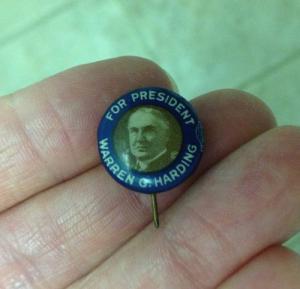 FOR PRESIDENT
WARREN G. HARDING